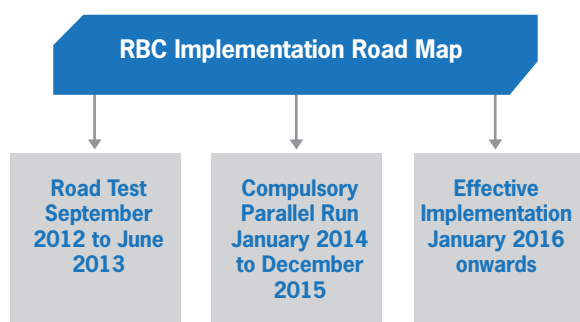 RBC Implementation Road Map
Road Test
September
2012 to June
2013
Compulsory
Parallel Run
January 2014
to December
2015
Effective
Implementation
January 2016
onwards